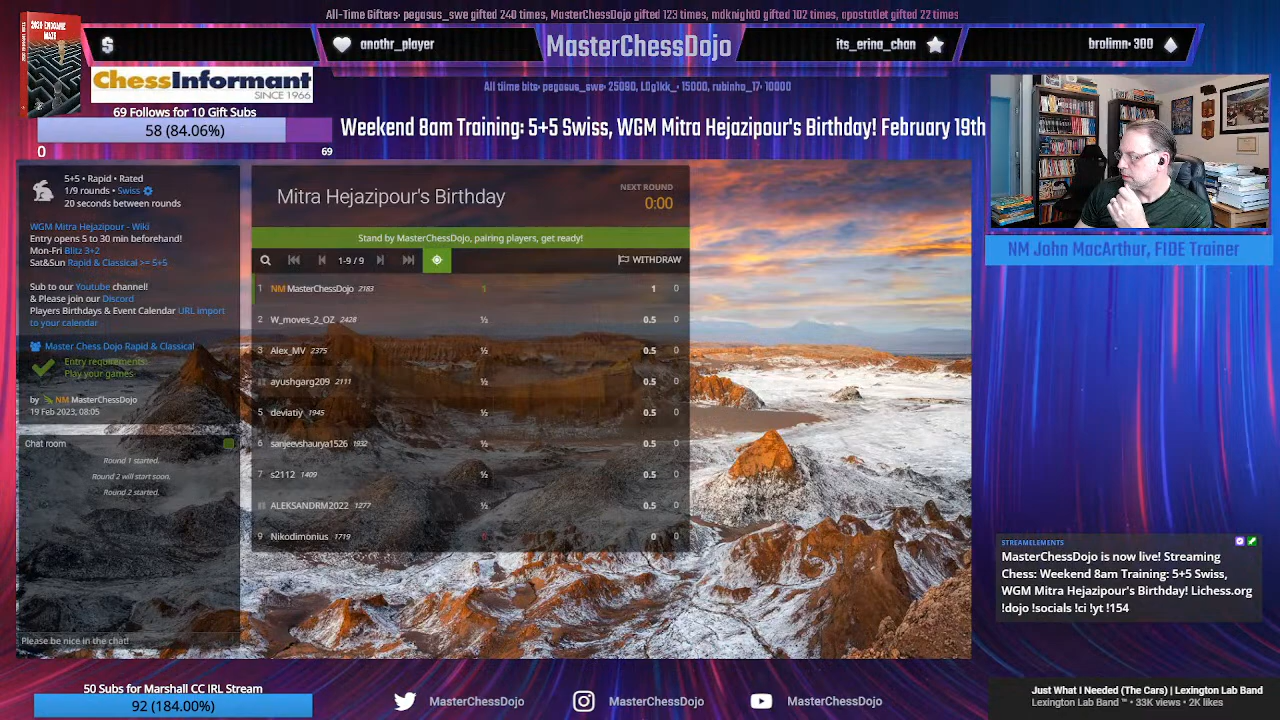 All-Time Gifters• pegasus_swe gifted 240 times, MasterChessDojo gifted 123 times, mdknight0 gifted 102 times, apostatlet gifted 22 times
$
anothr_player
MasterChessDojo
its_erina_chan
brolimn• 300
ChessInformant
SINCE 1966
All tiime bits• pegasus_swe• 25090, L0g1kk_• 15000, rubinho_17• 10000
69 Follows for 10 Gift Subs
58 (84.06%)
0
69
Weekend 8am Training: 5+5 Swiss, WGM Mitra Hejazipour's Birthday! February 19th
5+5 • Rapid • Rated
1/9 rounds • Swiss
20 seconds between rounds
WGM Mitra Hejazipour - Wiki
Entry opens 5 to 30 min beforehand!
Mon-Fri Blitz 3+2
Sat&Sun Rapid & Classical >= 5+5
Sub to our Youtube channel!
& Please join our Discord
Players Birthdays & Event Calendar URL import
to your calendar
Master Chess Dojo Rapid & Classical
Entry requirements:
Play your games
by NM MasterChessDojo
19 Feb 2023, 08:05
Chat room
Round 1 started.
Round 2 will start soon.
Round 2 started.
Please be nice in the chat!
Mitra Hejazipour's Birthday
NEXT ROUND
0:00
Stand by MasterChessDojo, pairing players, get ready!
1-9 / 9
WITHDRAW
1 NM MasterChessDojo 2183 1 1 0
2 W_moves_2_OZ 2428 ½ 0.5 0
3 Alex_MV 2375 ½ 0.5 0
ayushgarg209 2111 ½ 0.5 0
5 deviatiy 1945 ½ 0.5 0
6 sanjeevshaurya1526 1932 ½ 0.5 0
7 s2112 1409 ½ 0.5 0
ALEKSANDRM2022 1277 ½ 0.5 0
9 Nikodimonius 1719 0 0 0
NM John MacArthur, FIDE Trainer
STREAMELEMENTS
MasterChessDojo is now live! Streaming
Chess: Weekend 8am Training: 5+5 Swiss,
WGM Mitra Hejazipour's Birthday! Lichess.org
!dojo !socials !ci !yt !154
50 Subs for Marshall CC IRL Stream
92 (184.00%)
MasterChessDojo
MasterChessDojo
MasterChessDojo
Just What I Needed (The Cars) | Lexington Lab Band
Lexington Lab Band ™ • 33K views • 2K likes